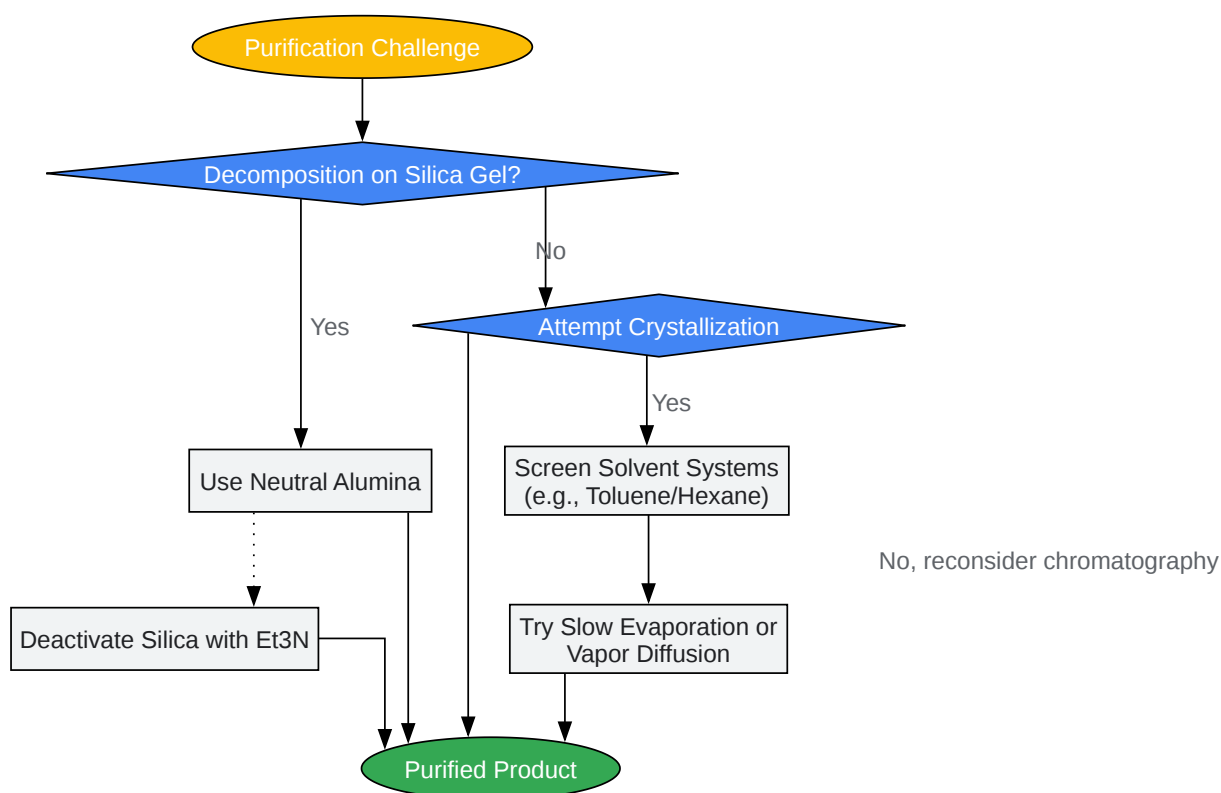 Purification Challenge
Decomposition on Silica Gel?
No
Yes
Attempt Crystallization
Yes
Use Neutral Alumina
Screen Solvent Systems
(e.g., Toluene/Hexane)
No, reconsider chromatography
Deactivate Silica with Et3N
Try Slow Evaporation or
Vapor Diffusion
Purified Product